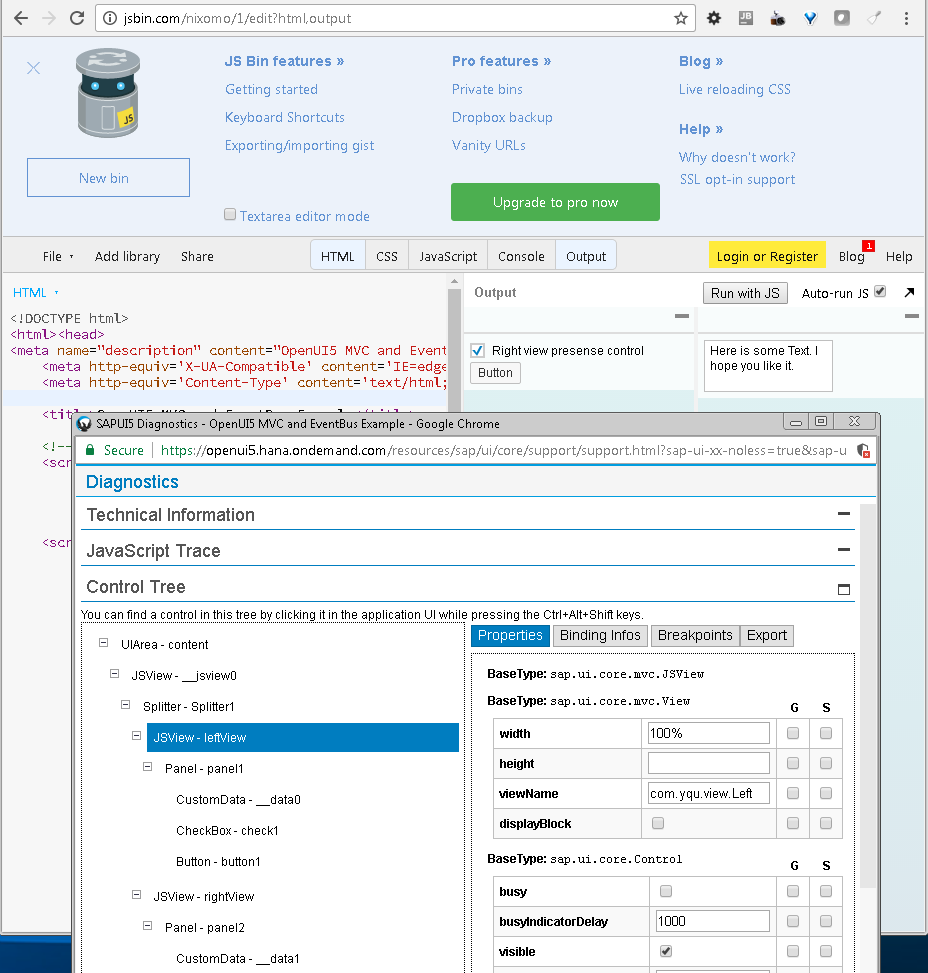 jsbin.com/nixomo/1/edit?html,output
JS Bin features »
Pro features »
Blog »
Getting started
Private bins
Live reloading CSS
Keyboard Shortcuts
Dropbox backup
Help »
Exporting/importing gist
Vanity URLs
Why doesn't work?
New bin
SSL opt-in support
Upgrade to pro now
Textarea editor mode
JS
File
Add library
Share
HTML
CSS
JavaScript
Console
Output
Login or Register
Blog
1
Help
HTML
Output
Run with JS
Auto-run JS
<!DOCTYPE html>
<html><head>
<meta name="description" content="OpenUI5 MVC and Event
<meta http-equiv='X-UA-Compatible' content='IE=edge
<meta http-equiv='Content-Type' content='text/html;
<!--
<scr
<scr
Right view presense control
Button
Here is some Text. I
hope you like it.
SAPUI5 Diagnostics - OpenUI5 MVC and EventBus Example - Google Chrome
Secure
https://openui5.hana.ondemand.com/resources/sap/ui/core/support/support.html?sap-ui-xx-noless=true&sap-u
Diagnostics
Technical Information
JavaScript Trace
Control Tree
You can find a control in this tree by clicking it in the application UI while pressing the Ctrl+Alt+Shift keys.
UIArea - content
JSView - __jsview0
Splitter - Splitter1
JSView - leftView
Panel - panel1
CustomData - __data0
CheckBox - check1
Button - button1
JSView - rightView
Panel - panel2
CustomData - __data1
Properties
Binding Infos
Breakpoints
Export
BaseType: sap.ui.core.mvc.JSView
BaseType: sap.ui.core.mvc.View
G S
width 100%
height
viewName com.yqu.view.Left
displayBlock
BaseType: sap.ui.core.Control
G S
busy
busyIndicatorDelay 1000
visible